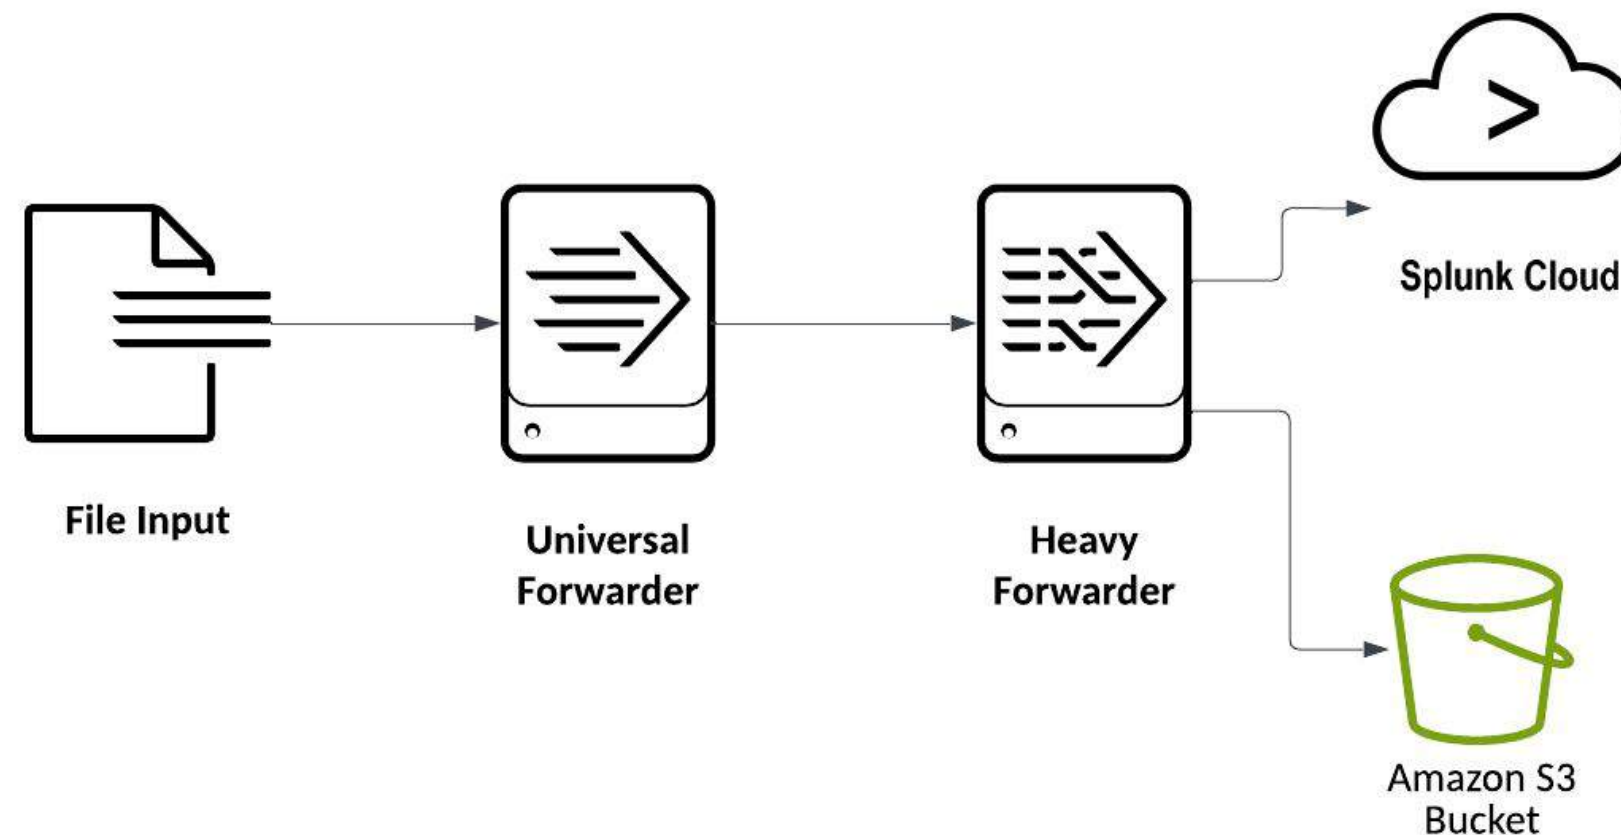 >
Splunk Cloud
File Input
Universal
Forwarder
Heavy
Forwarder
Amazon S3
Bucket